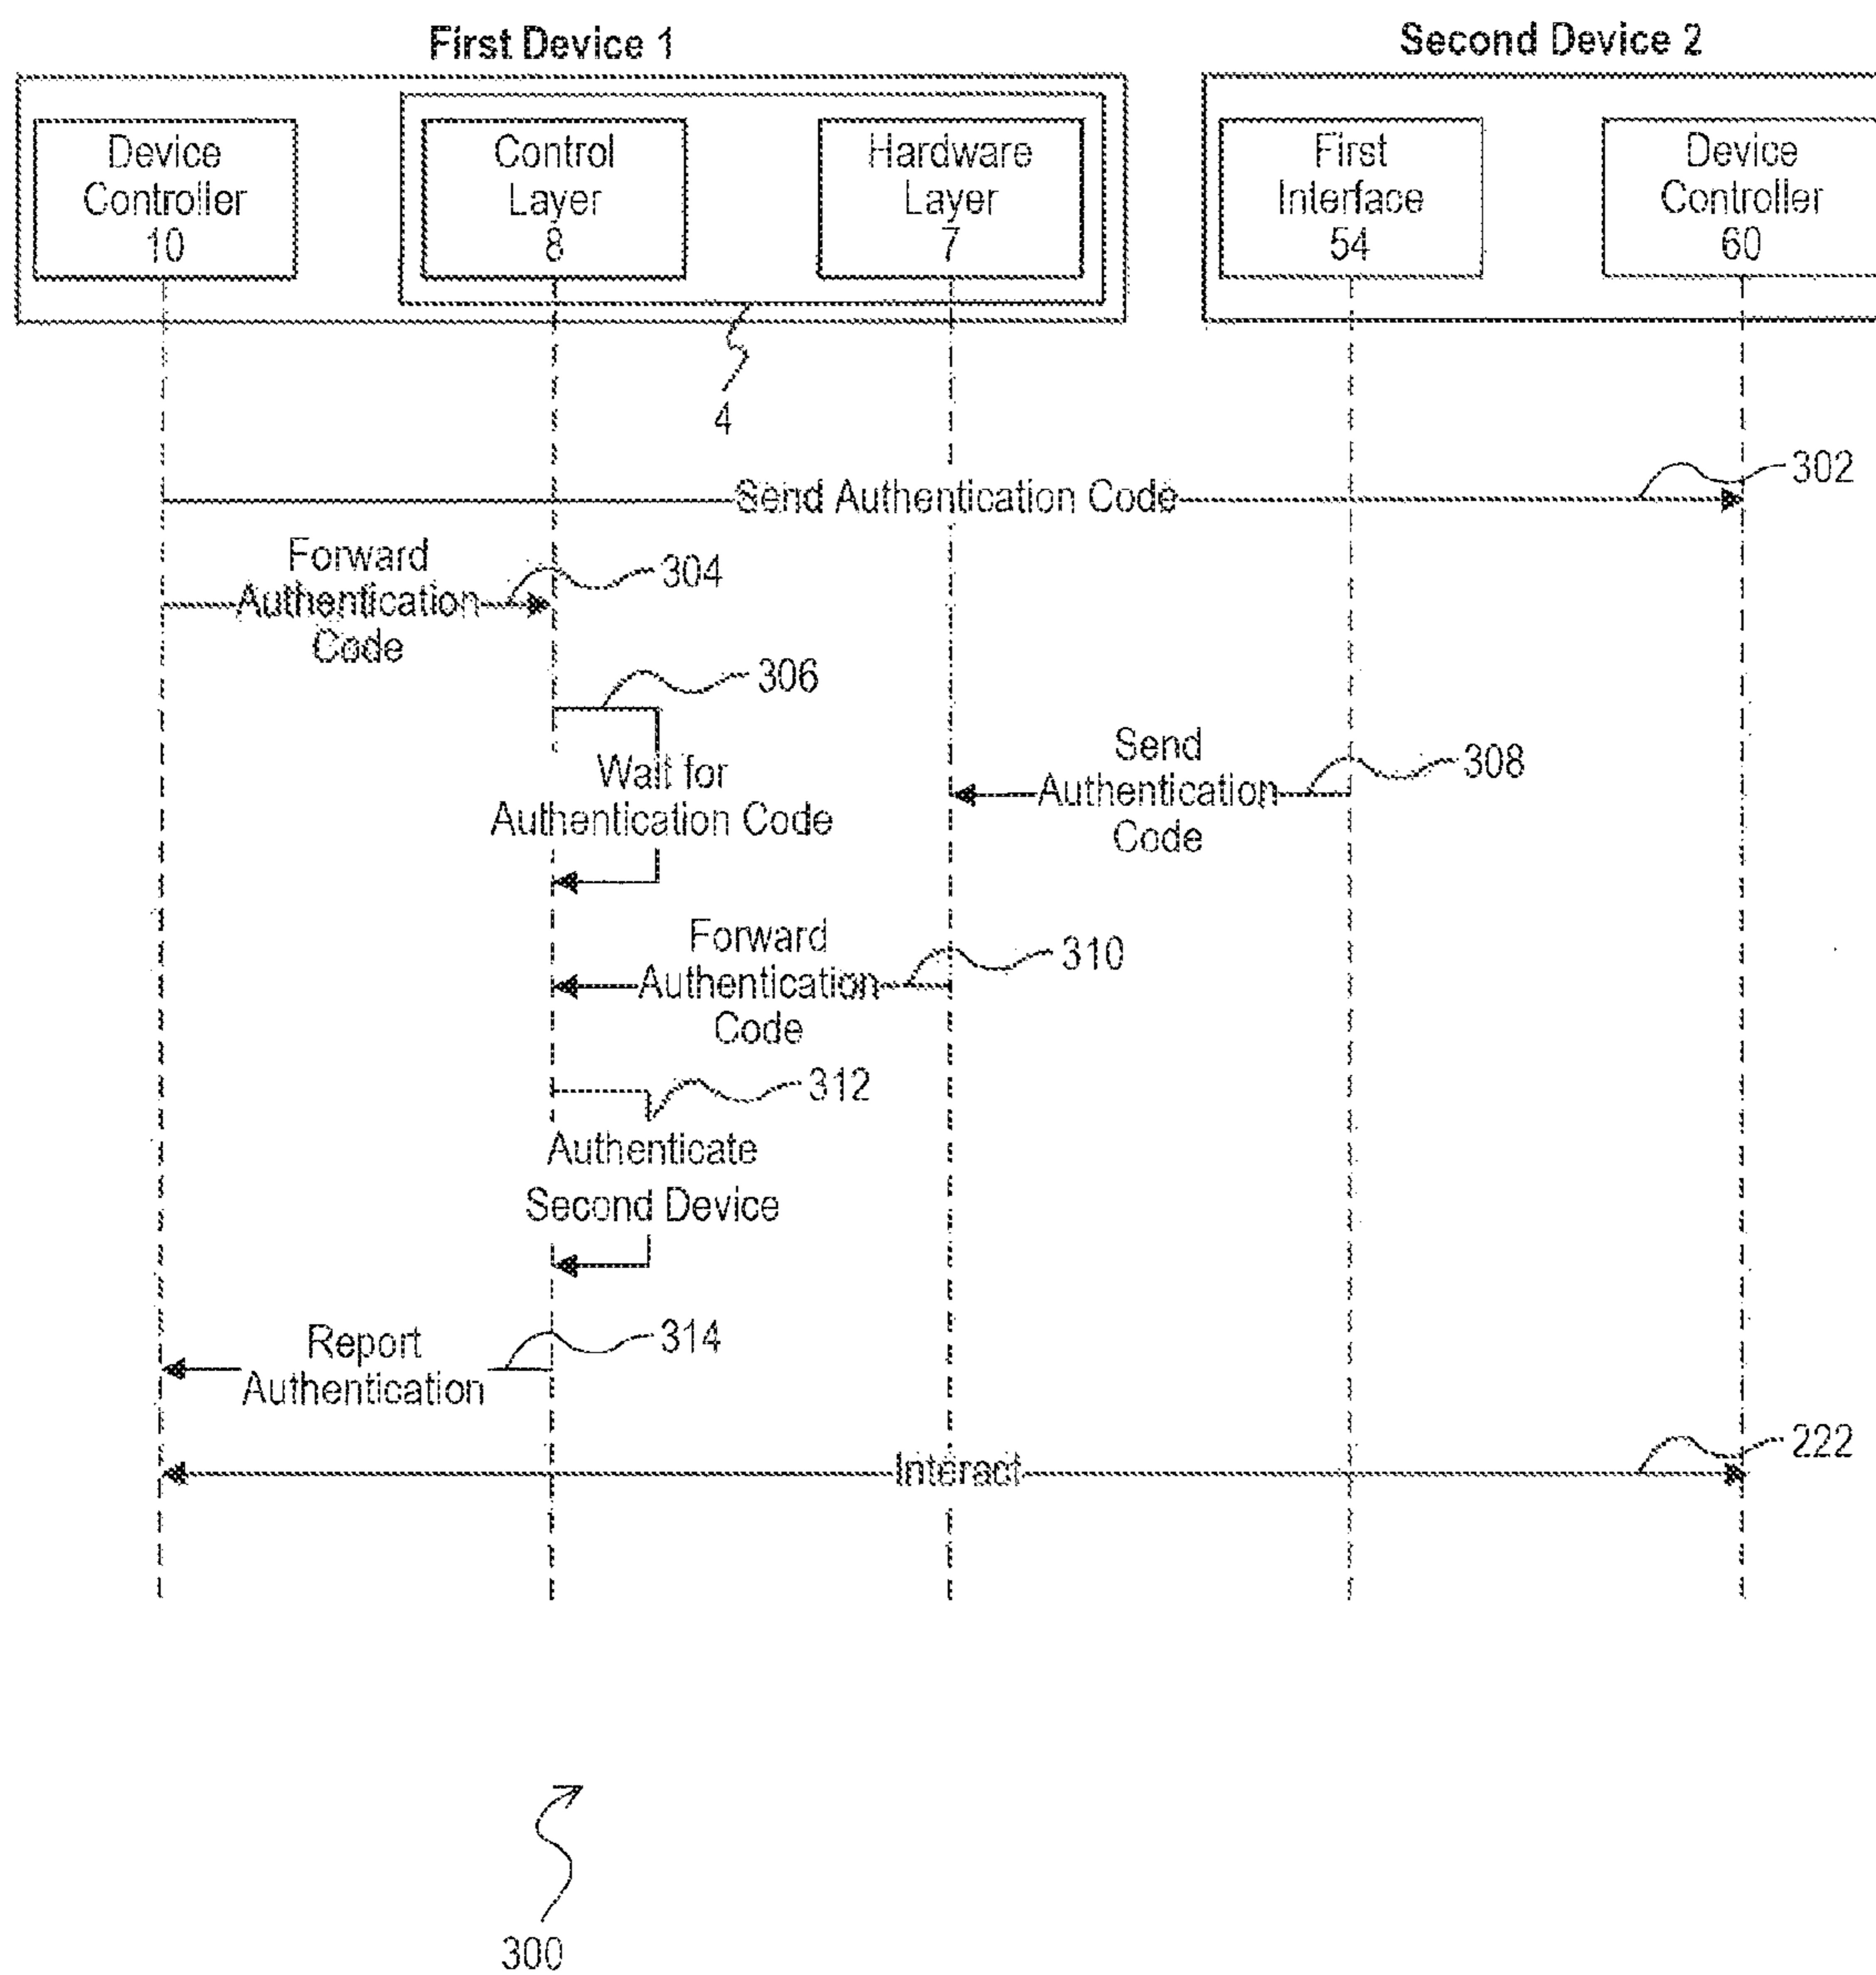 First Device 1
Second Device 2
Device
Controller
10
Control
Layer
8
Hardware
Layer
7
First
Interface
54
Device
Controller
60
4
Send Authentication Code
302
Forward
Authentication
Code
304
306
Wait for
Authentication Code
Send
Authentication
Code
308
Forward
Authentication
Code
310
312
Authenticate
Second Device
Report
Authentication
314
Interact
222
300